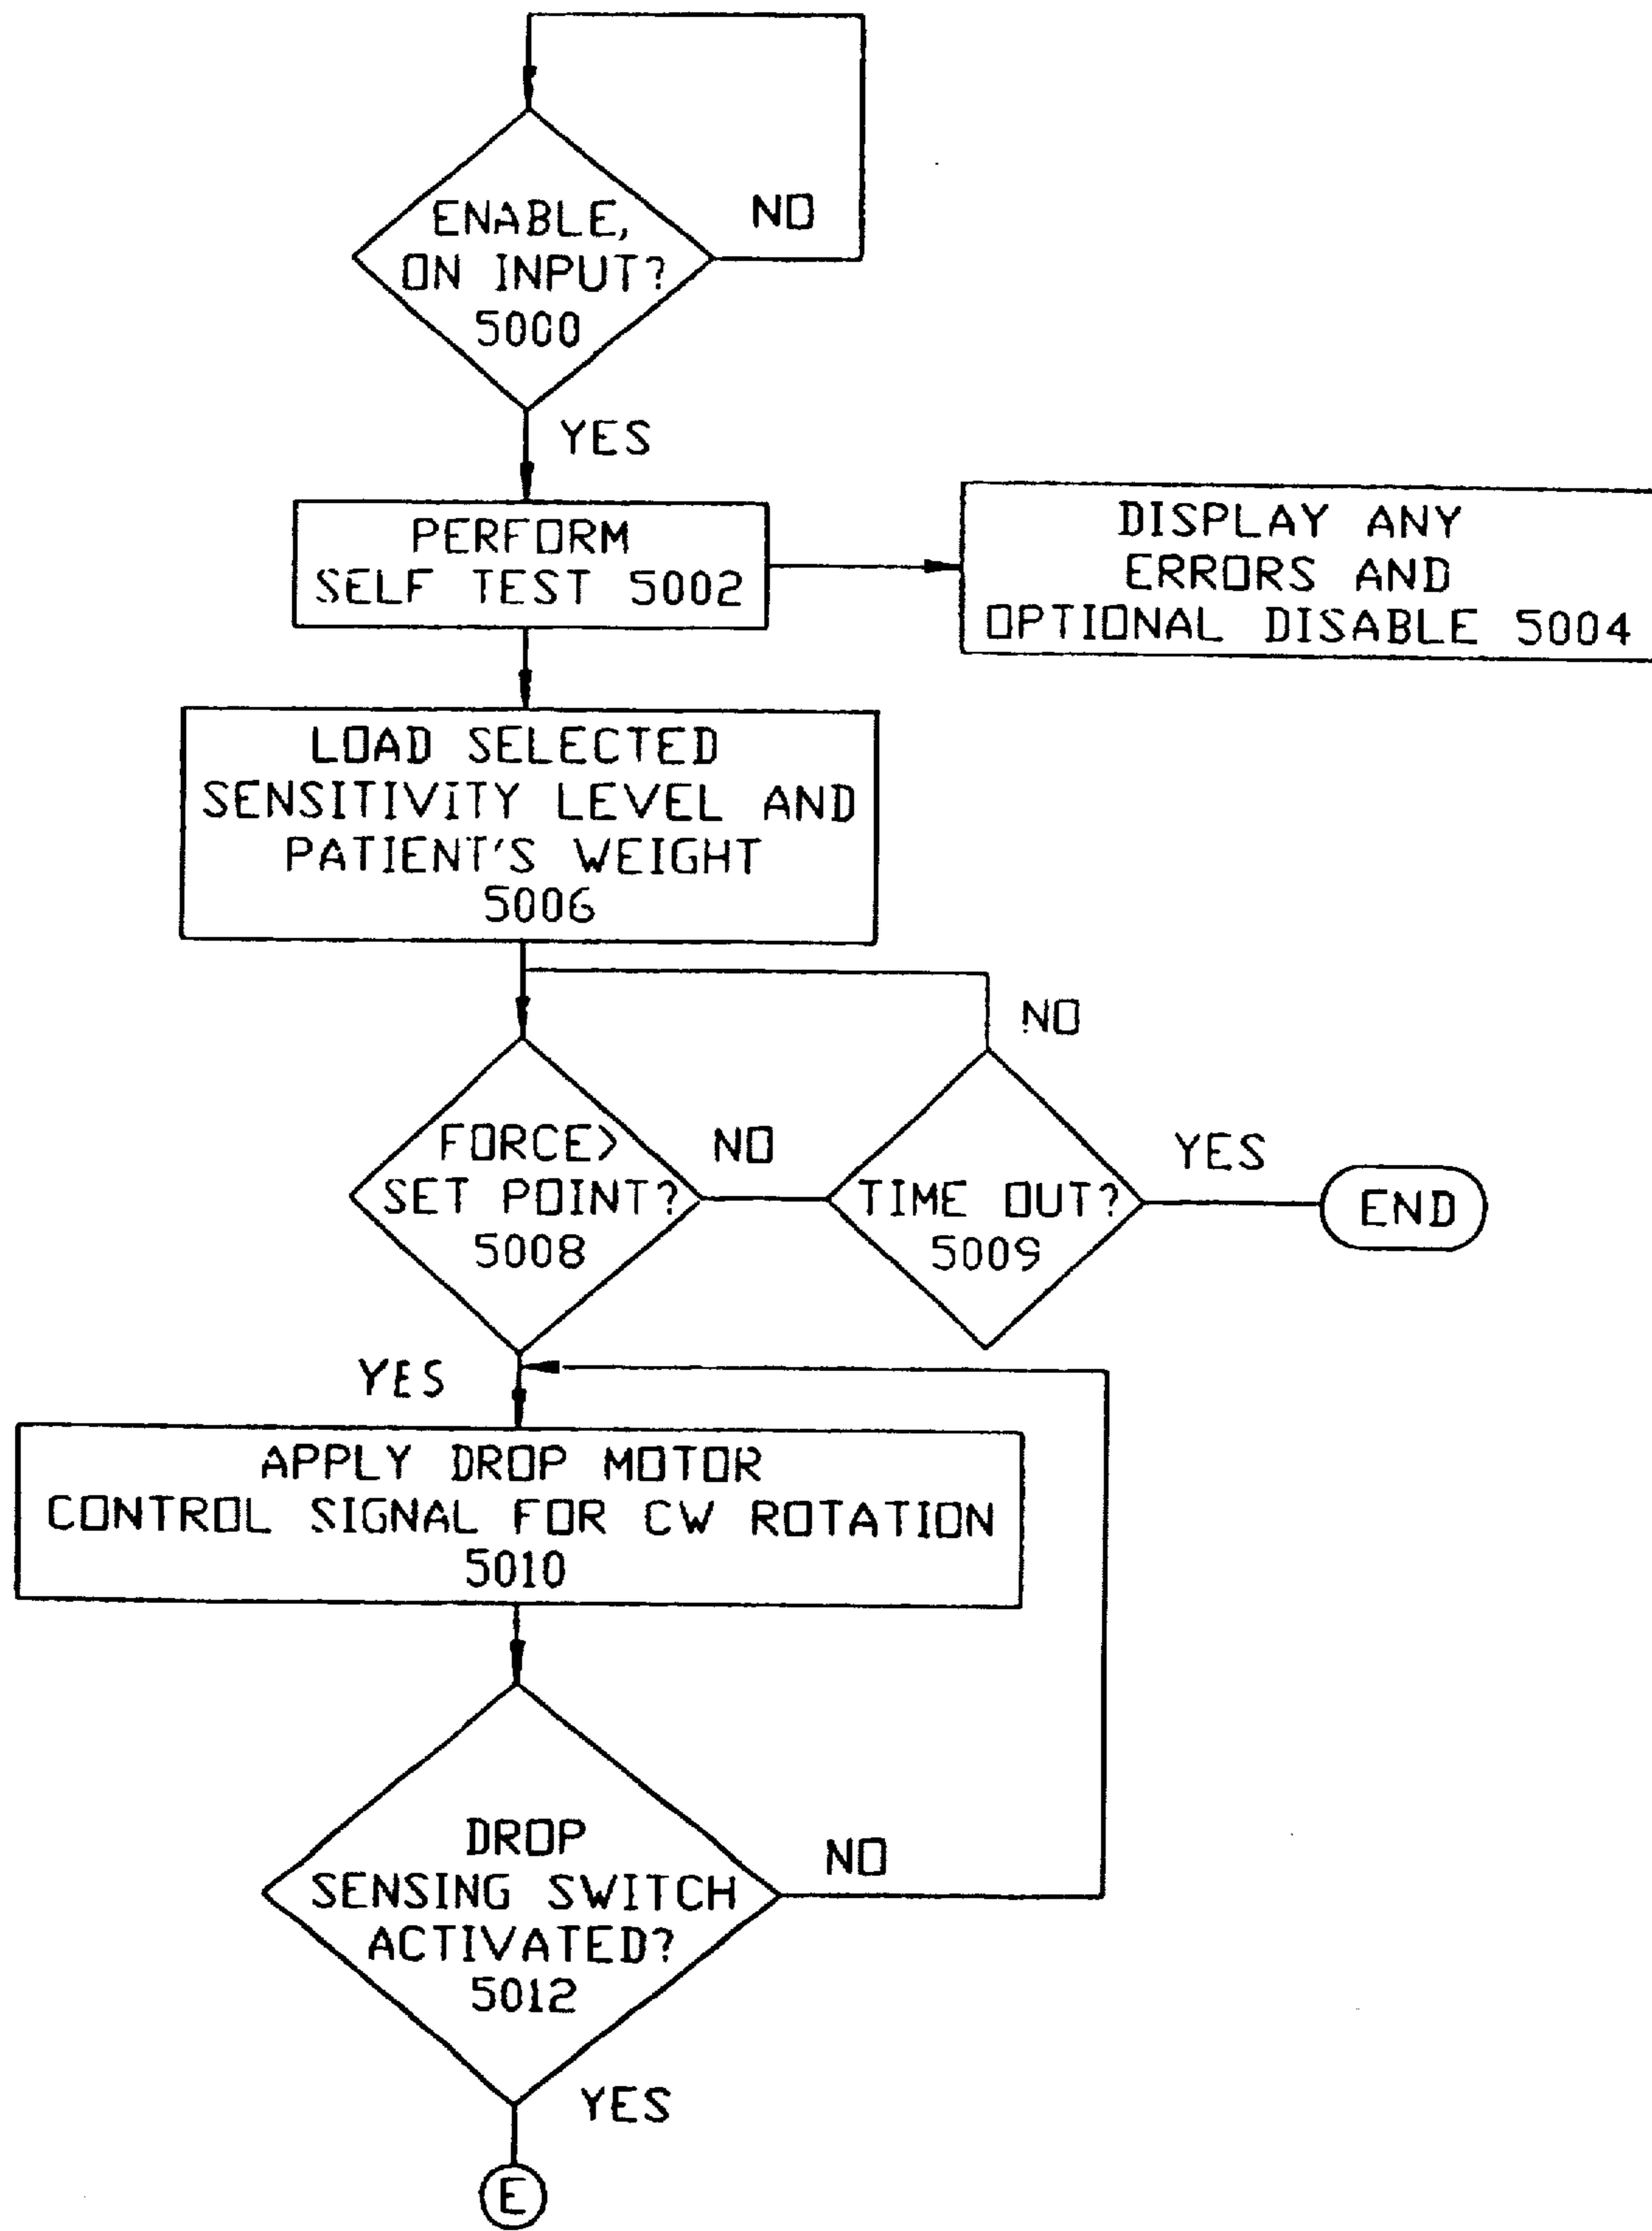 ENABLE,
ON INPUT?
5000
NO
YES
PERFORM
SELF TEST 5002
DISPLAY ANY
ERRORS AND
OPTIONAL DISABLE 5004
LOAD SELECTED
SENSITIVITY LEVEL AND
PATIENT'S WEIGHT
5006
NO
FORCE>
SET POINT?
5008
NO
TIME OUT?
5009
YES
END
YES
APPLY DROP MOTOR
CONTROL SIGNAL FOR CW ROTATION
5010
DROP
SENSING SWITCH
ACTIVATED?
5012
NO
YES
E